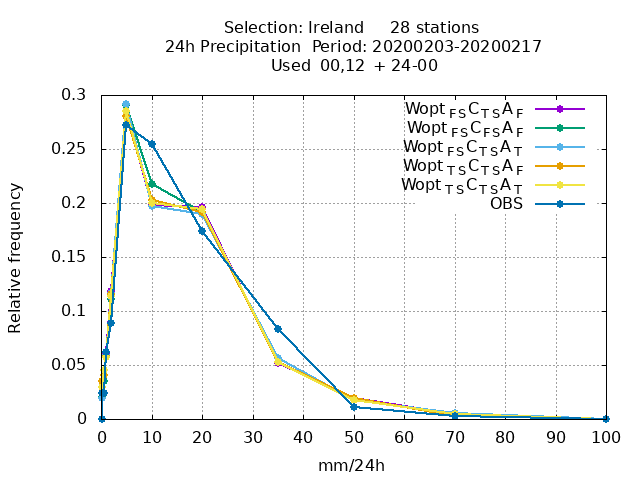 Selection: Ireland 28 stations
24h Precipitation Period: 20200203-20200217
Used 00,12 + 24-00
0.3
0.25
0.2
0.15
0.1
0.05
0
Relative frequency
Wopt FS C TS A F
Wopt FS C FS A F
Wopt FS C TS A T
Wopt TS C TS A F
Wopt TS C TS A T
OBS
0 10 20 30 40 50 60 70 80 90 100
mm/24h